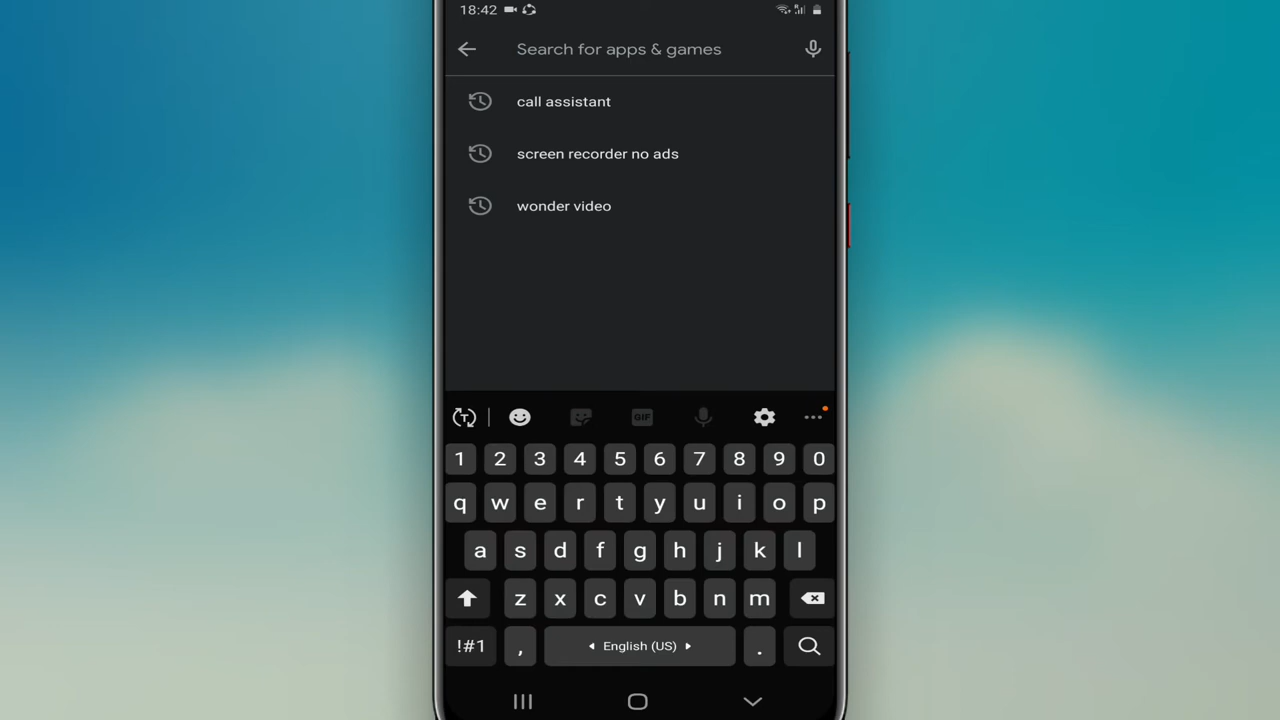 18:42
Search for apps & games
call assistant
screen recorder no ads
wonder video
T GIF
1 2 3 4 5 6 7 8 9 0
q w e r t y u i o p
a s d f g h j k l
z x c v b n m
!#1 , English (US) .